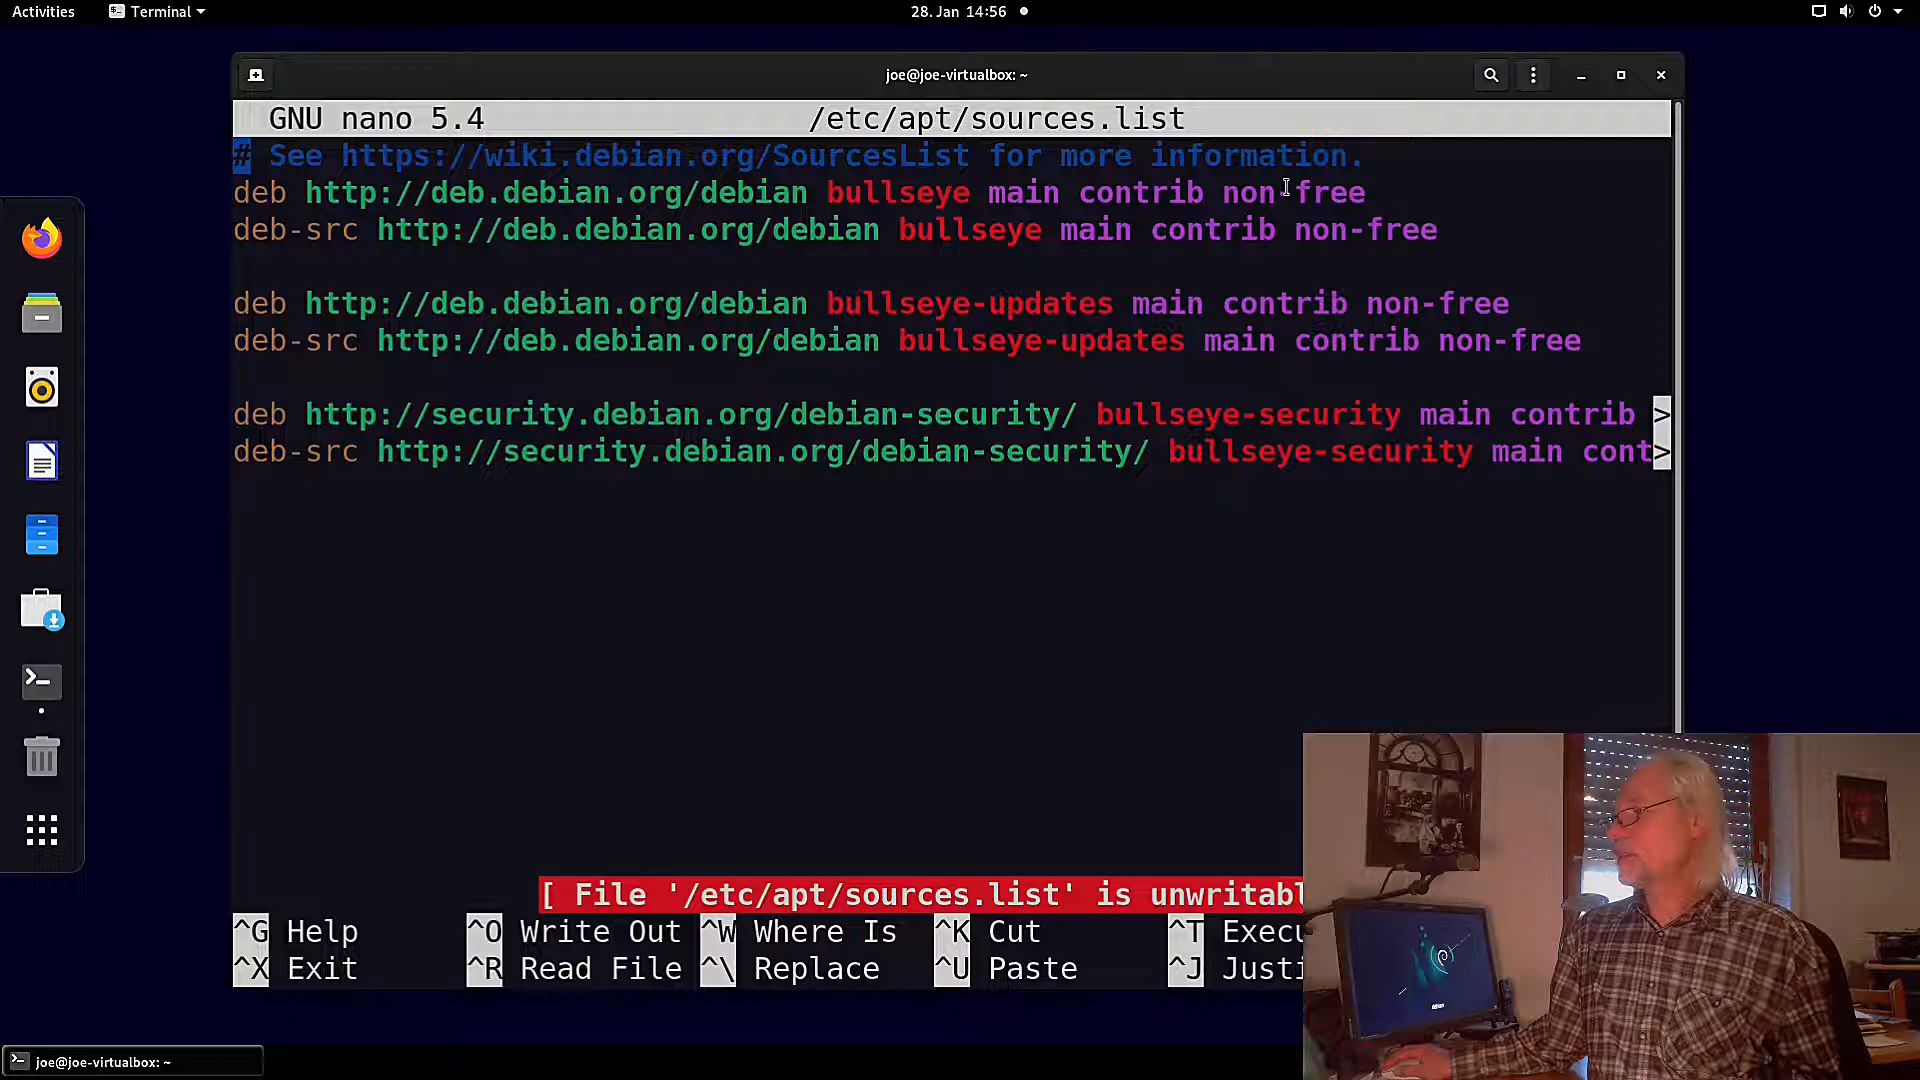 Activities Terminal 28. Jan 14:56
joe@joe-virtualbox: ~
GNU nano 5.4 /etc/apt/sources.list
# See https://wiki.debian.org/SourcesList for more information.
deb http://deb.debian.org/debian bullseye main contrib non-free
deb-src http://deb.debian.org/debian bullseye main contrib non-free
deb http://deb.debian.org/debian bullseye-updates main contrib non-free
deb-src http://deb.debian.org/debian bullseye-updates main contrib non-free
deb http://security.debian.org/debian-security/ bullseye-security main contrib >
deb-src http://security.debian.org/debian-security/ bullseye-security main cont>
[ File '/etc/apt/sources.list' is unwritabl
^G Help ^O Write Out ^W Where Is ^K Cut ^T Execu
^X Exit ^R Read File ^\ Replace ^U Paste ^J Justi
debian
joe@joe-virtualbox: ~